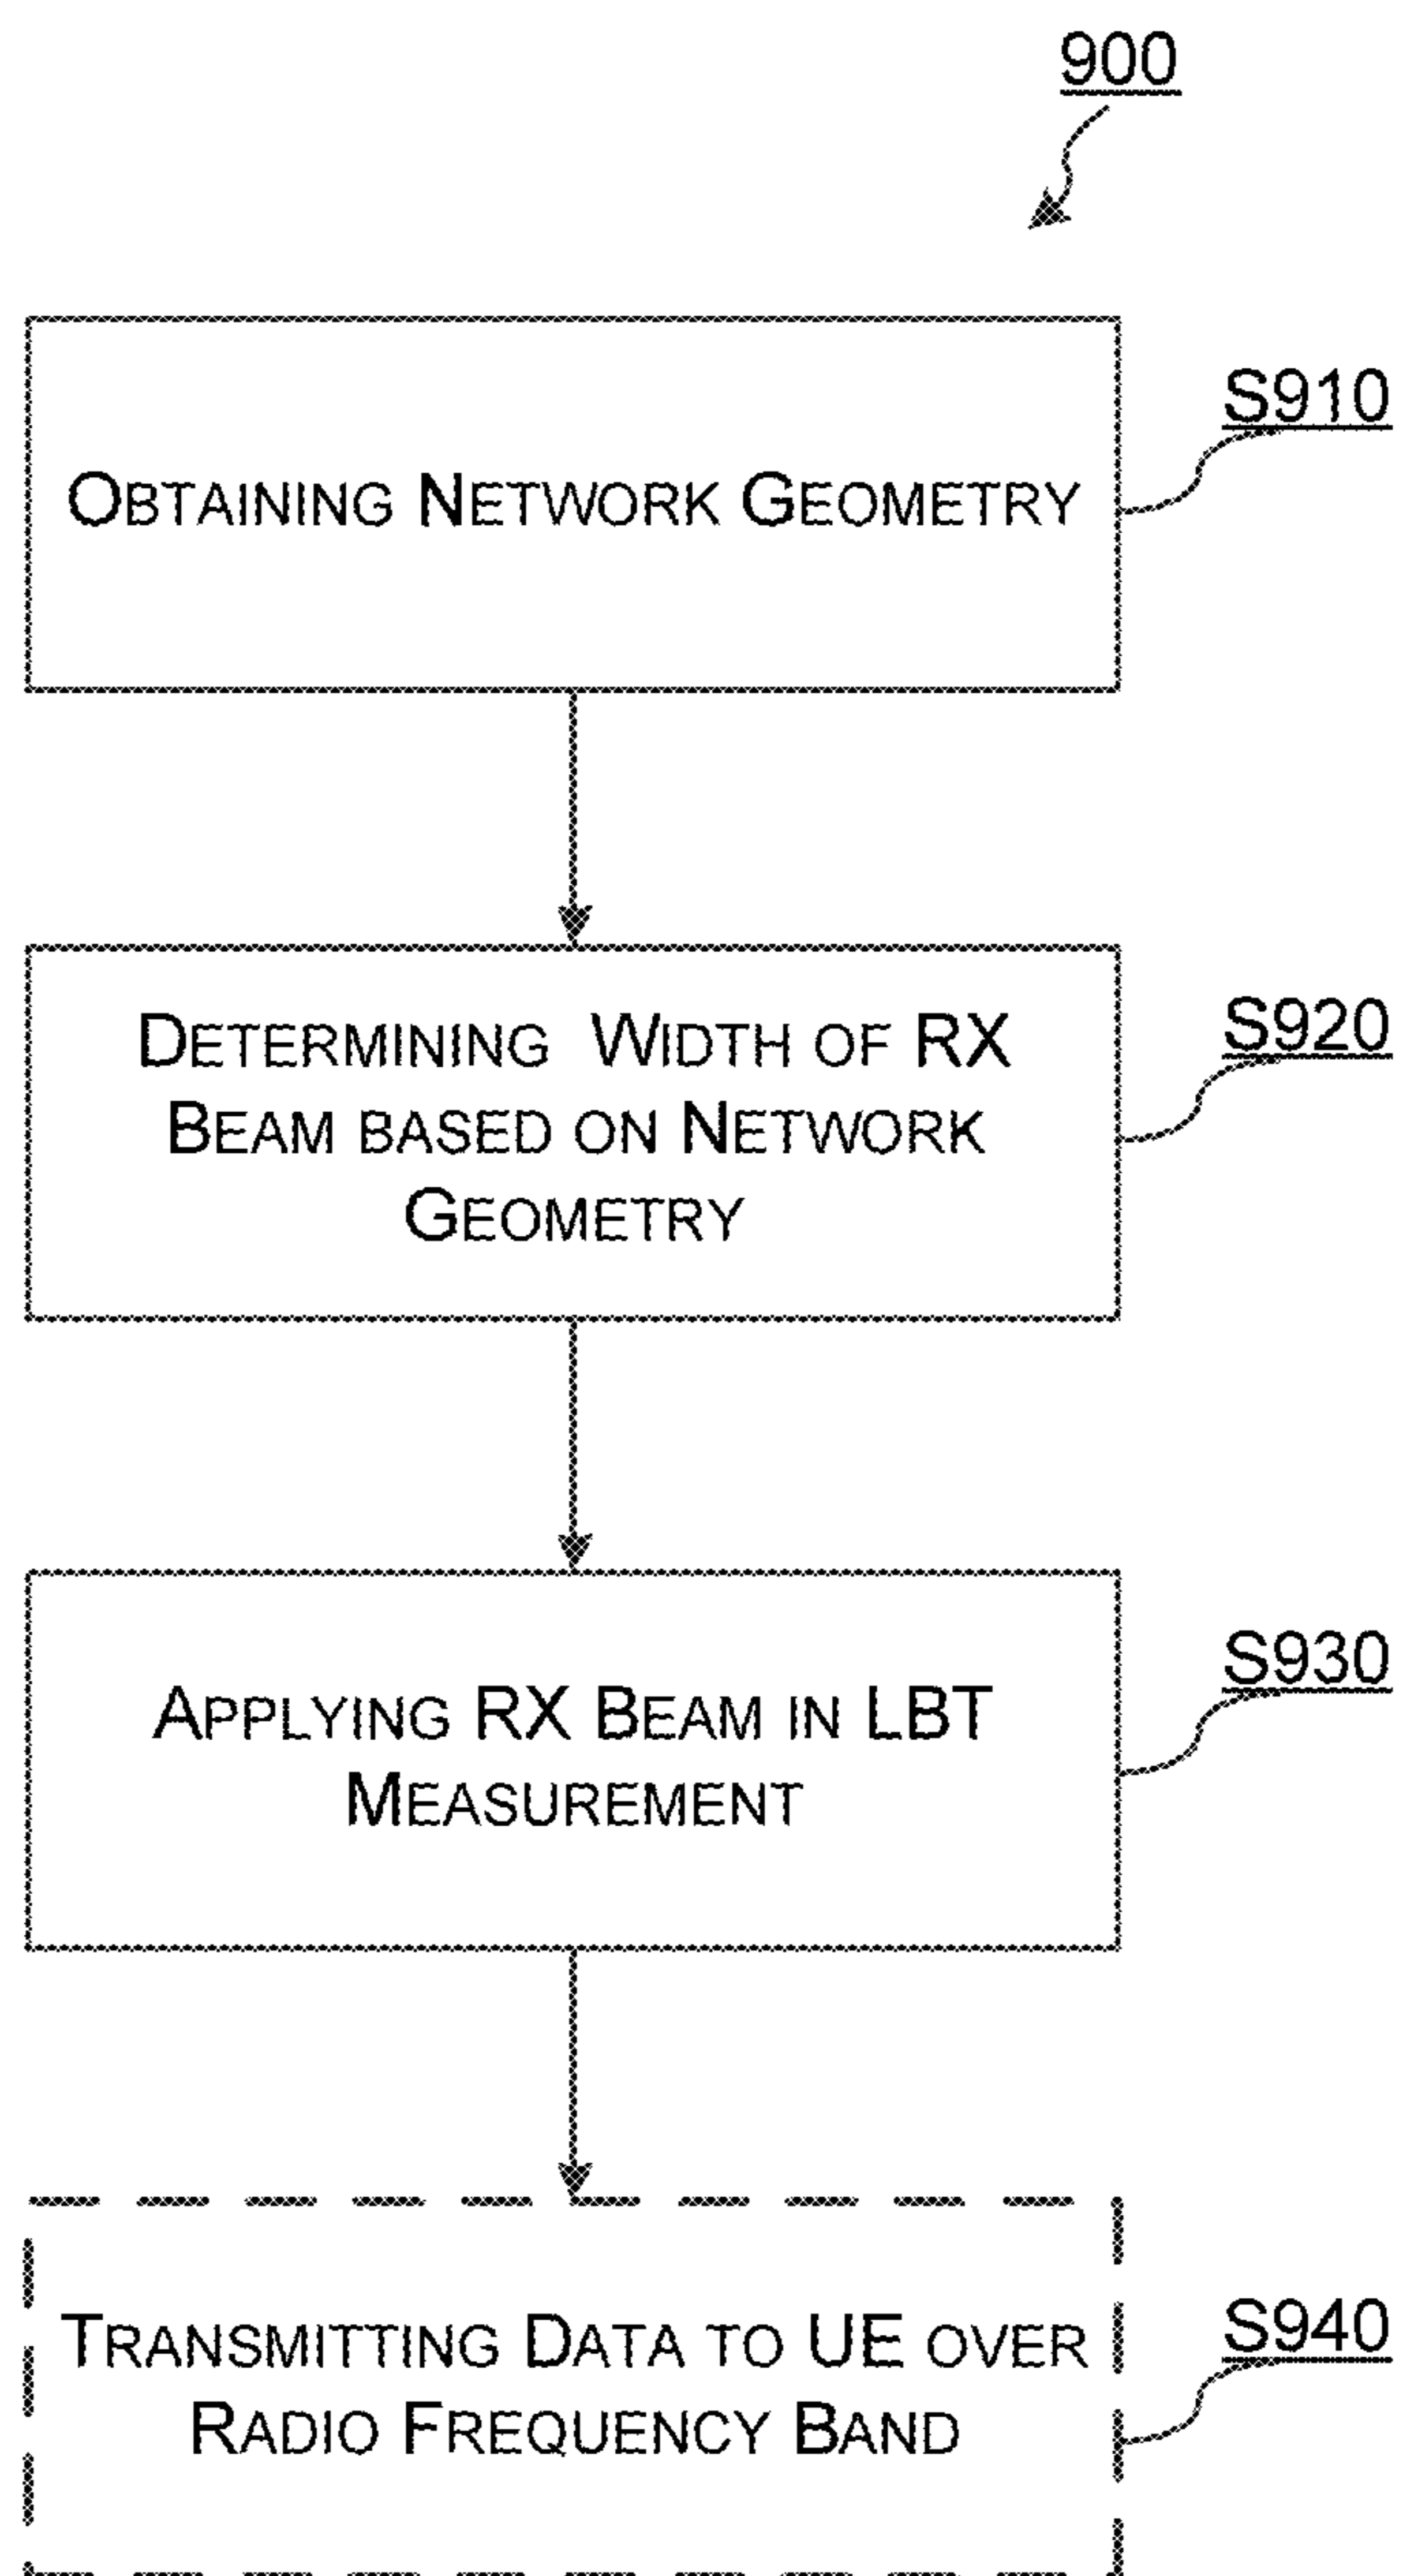 900
OBTAINING NETWORK GEOMETRY
S910
DETERMINING WIDTH OF RX
BEAM BASED ON NETWORK
GEOMETRY
S920
APPLYING RX BEAM IN LBT
MEASUREMENT
S930
TRANSMITTING DATA TO UE OVER
RADIO FREQUENCY BAND
S940